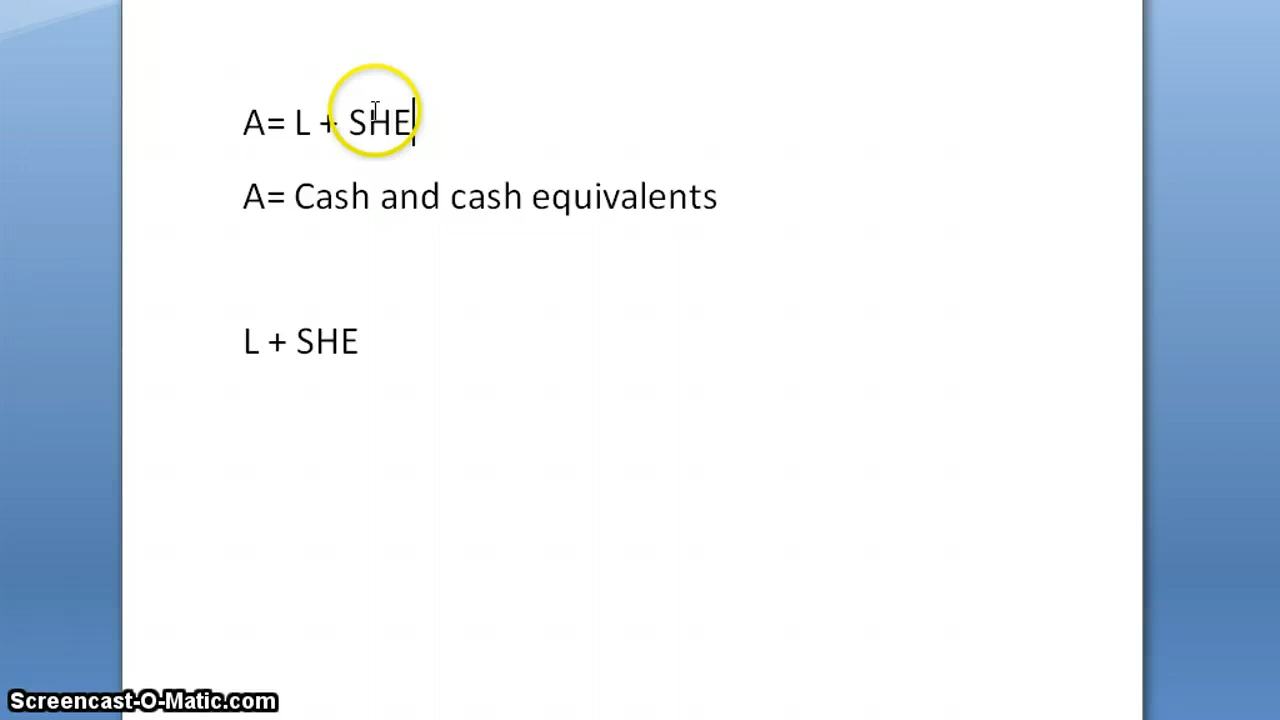 A= L + SHE
A= Cash and cash equivalents
L + SHE
Screencast-O-Matic.com